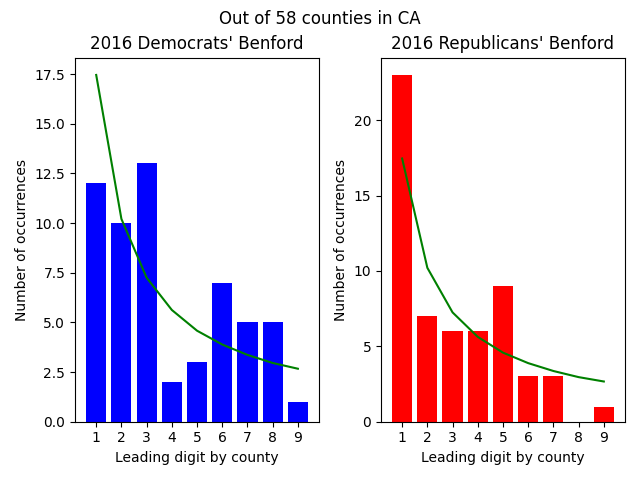 Out of 58 counties in CA
2016 Democrats' Benford
Number of occurrences
17.5
15.0
12.5
10.0
7.5
5.0
2.5
0.0
1 2 3 4 5 6 7 8 9
Leading digit by county
2016 Republicans' Benford
Number of occurrences
20
15
10
5
0
1 2 3 4 5 6 7 8 9
Leading digit by county